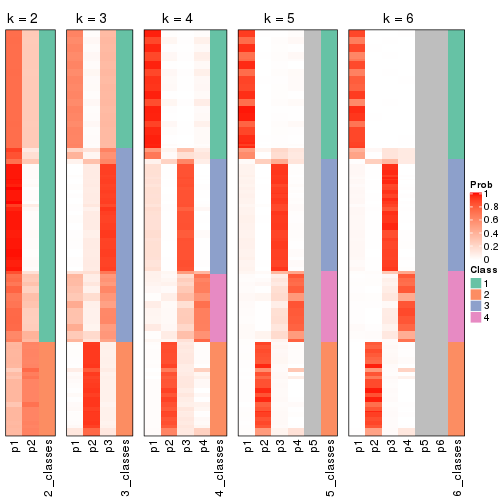 k = 2
k = 3
k = 4
k = 5
k = 6
Prob
1
0.8
0.6
0.4
0.2
0
Class
1
2
3
4
p1
p2
2_classes
p1
p2
p3
3_classes
p1
p2
p3
p4
4_classes
p1
p2
p3
p4
p5
5_classes
p1
p2
p3
p4
p5
p6
6_classes